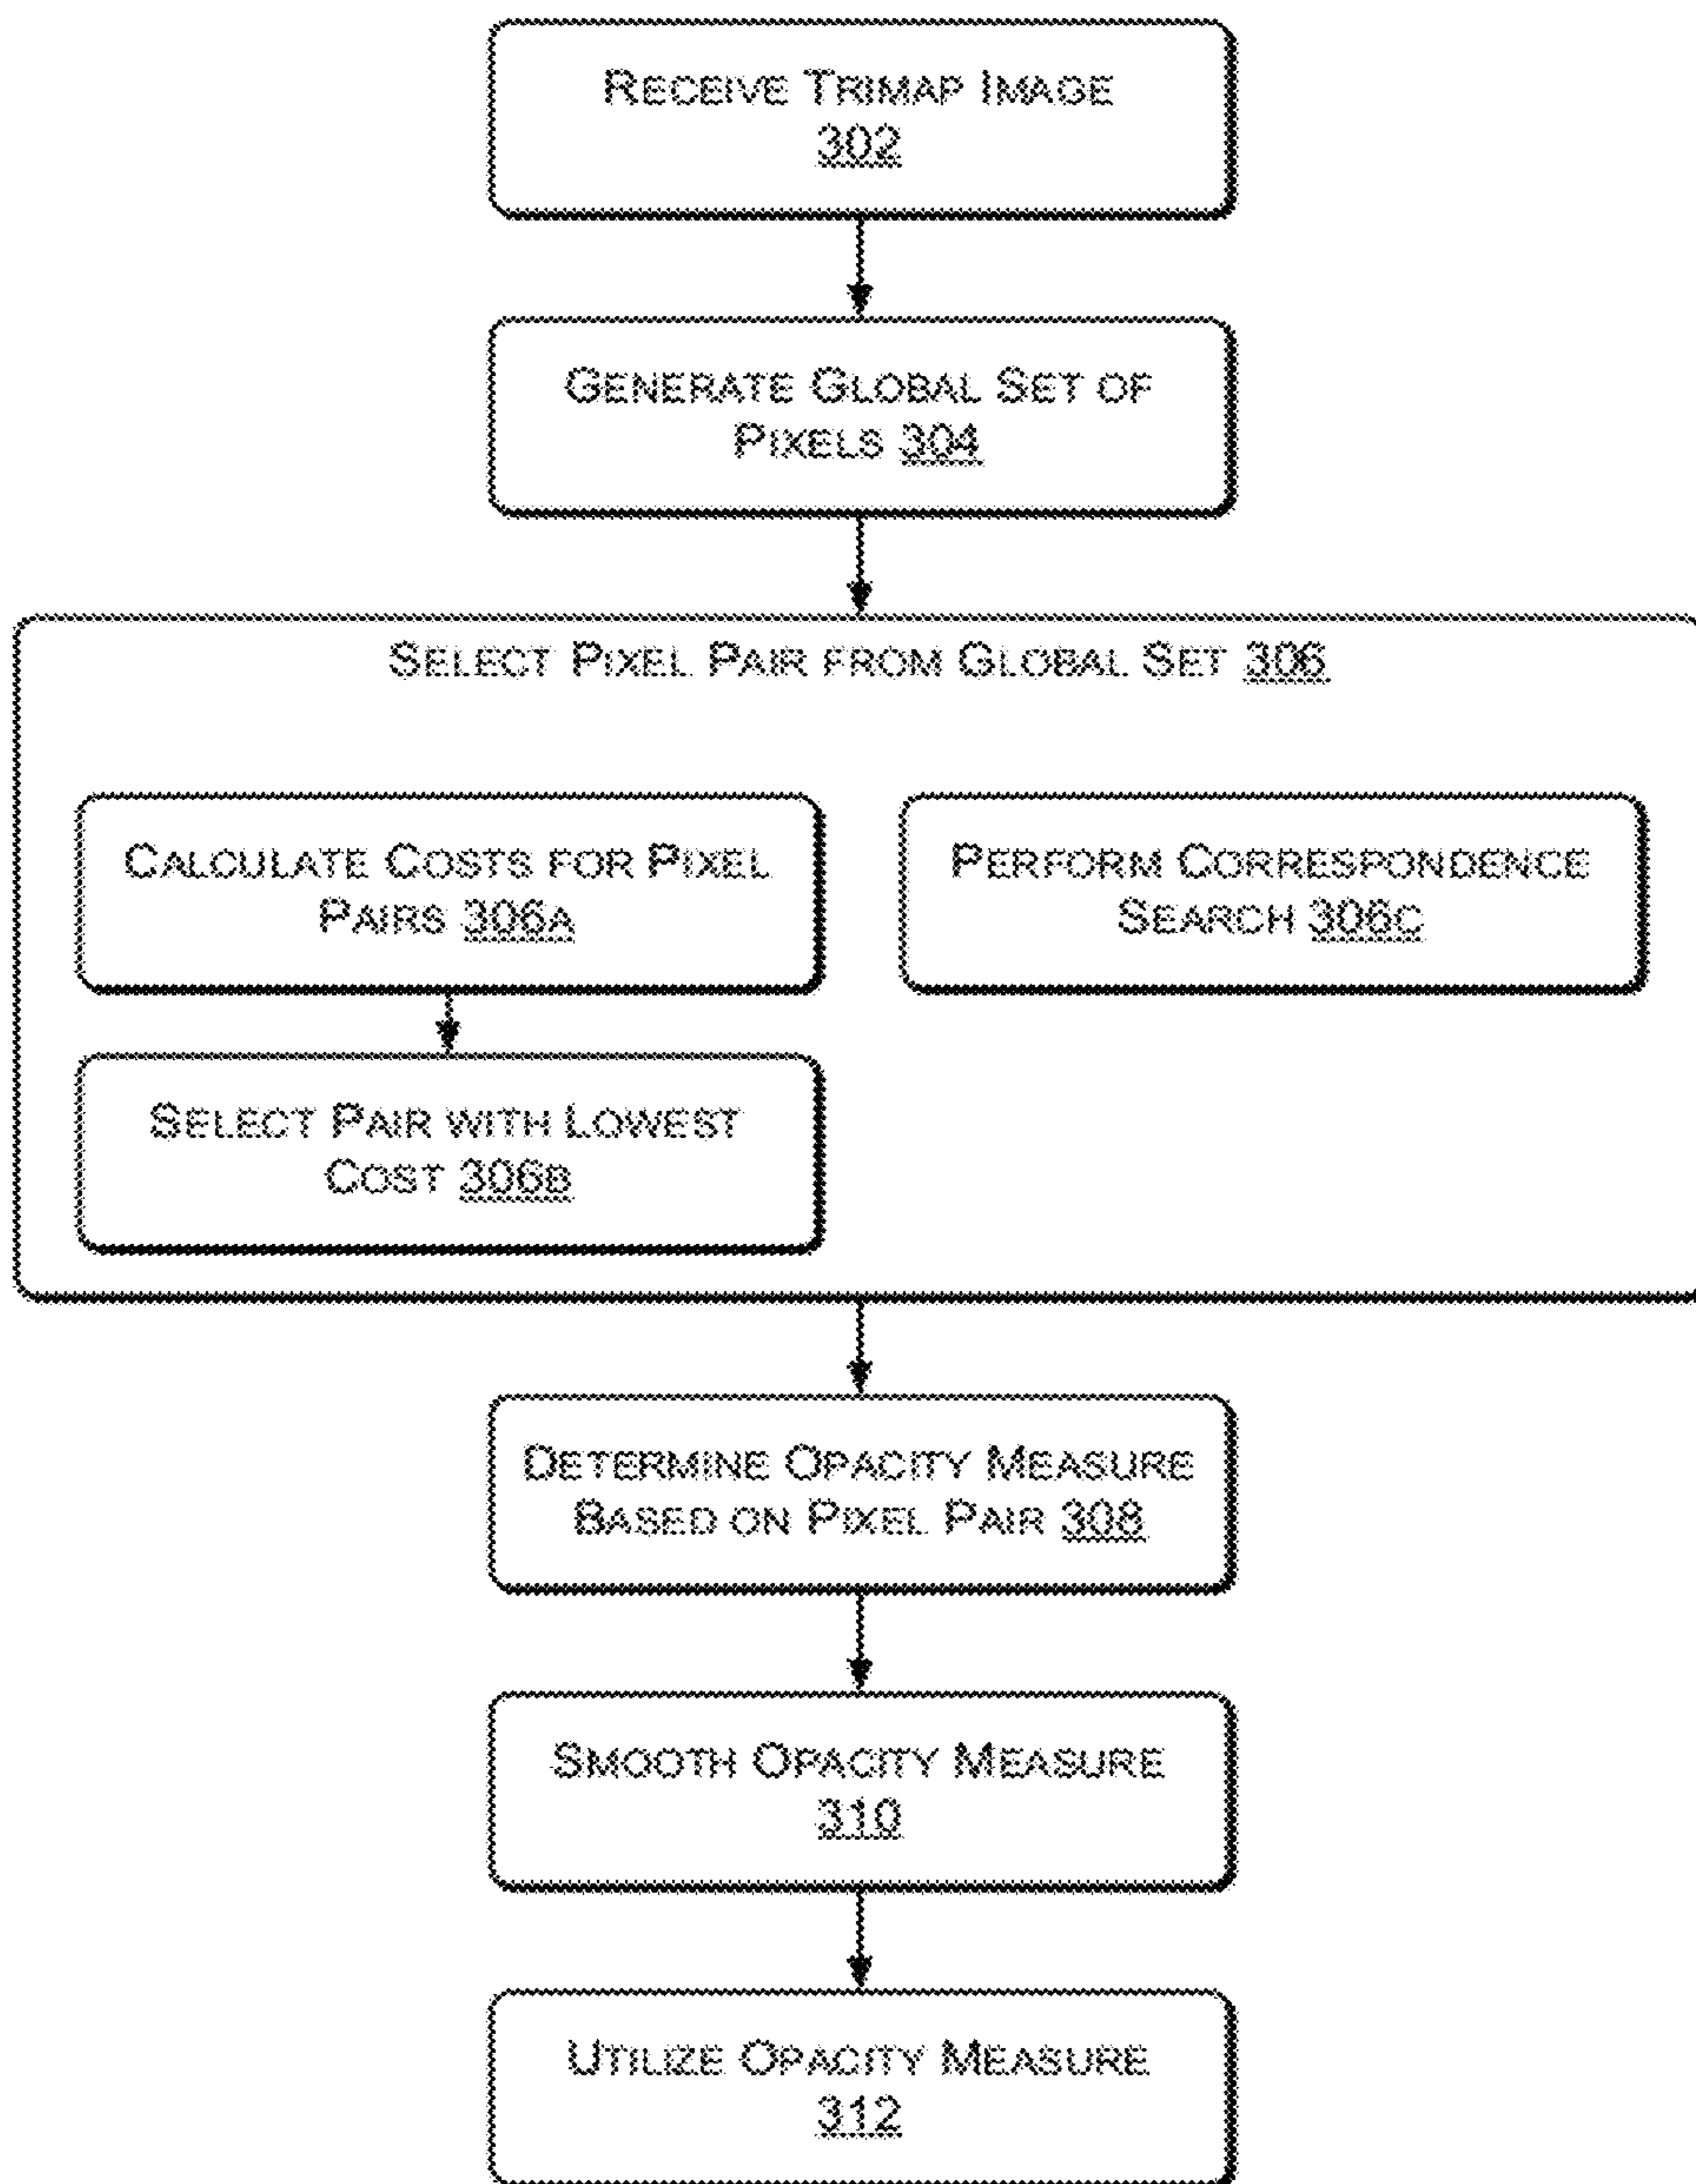 RECEIVE TRIMAP IMAGE
302
GENERATE GLOBAL SET OF
PIXELS 304
SELECT PIXEL PAIR FROM GLOBAL SET 306
CALCULATE COSTS FOR PIXEL
PAIRS 306A
PERFORM CORRESPONDENCE
SEARCH 306C
SELECT PAIR WITH LOWEST
COST 306B
DETERMINE OPACITY MEASURE
BASED ON PIXEL PAIR 308
SMOOTH OPACITY MEASURE
310
UTILIZE OPACITY MEASURE
312